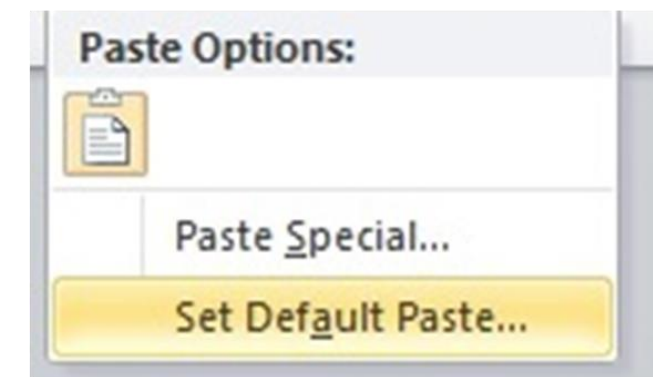 Paste Options:
Paste Special...
Set Default Paste...